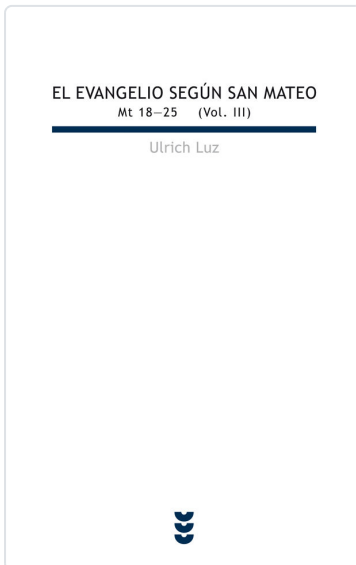 EL EVANGELIO SEGÚN SAN MATEO
Mt 18—25 (Vol. III)
Ulrich Luz